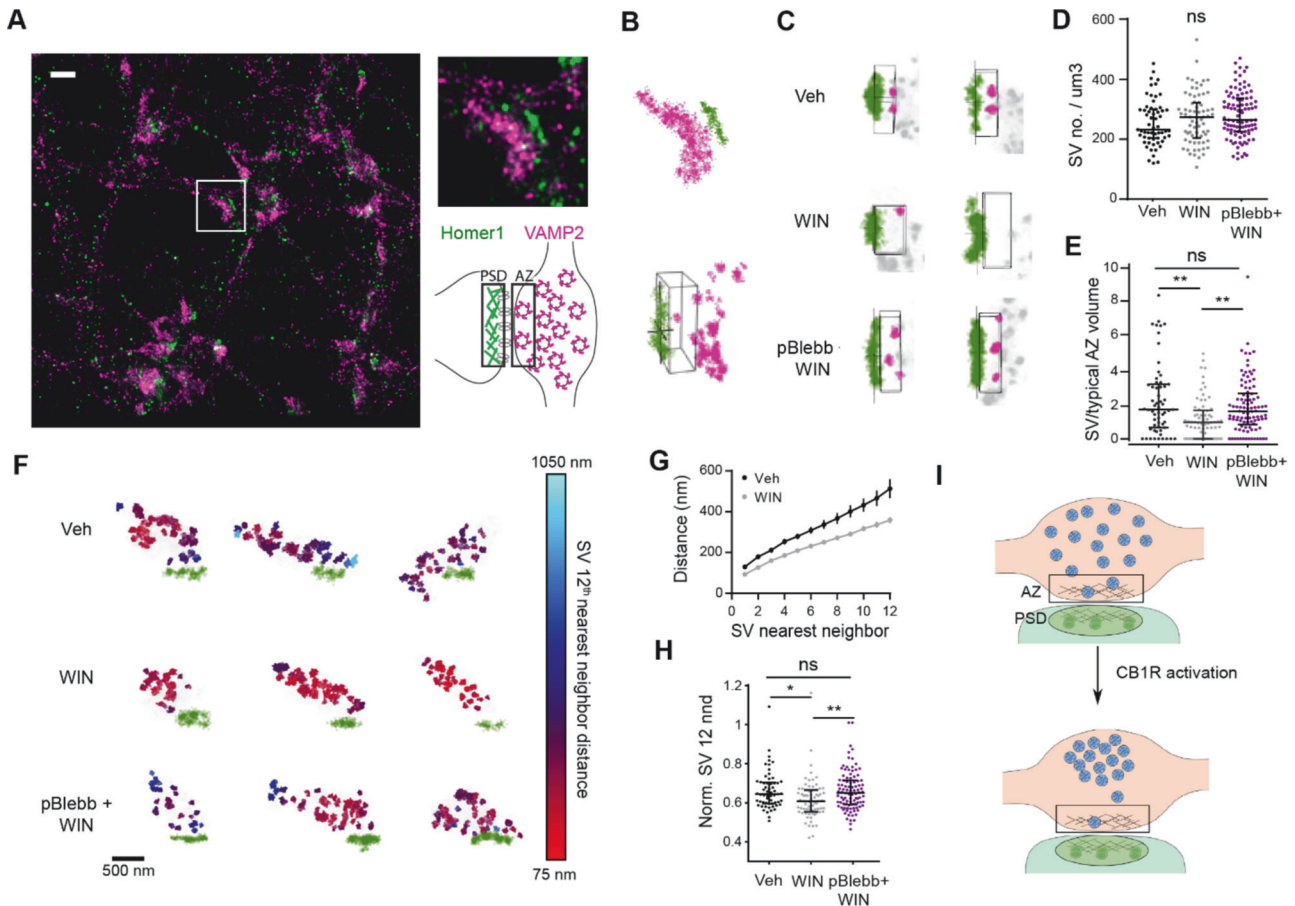 A
Homer1 VAMP2
PSD AZ
B
C
Veh
WIN
pBlebb
WIN
D
ns
600
400
200
0
SV no. / um3
Veh WIN pBlebb+
WIN
E
ns
** **
10
8
6
4
2
0
SV/typical AZ volume
Veh WIN pBlebb+
WIN
F
Veh
WIN
pBlebb +
WIN
500 nm
1050 nm
SV 12th nearest neighbor distance
75 nm
G
Veh
WIN
600
400
200
0
Distance (nm)
0 2 4 6 8 10 12
SV nearest neighbor
H
ns
* **
1.2
1.0
0.8
0.6
0.4
Norm. SV 12 nnd
Veh WIN pBlebb+
WIN
I
AZ
PSD
CB1R activation